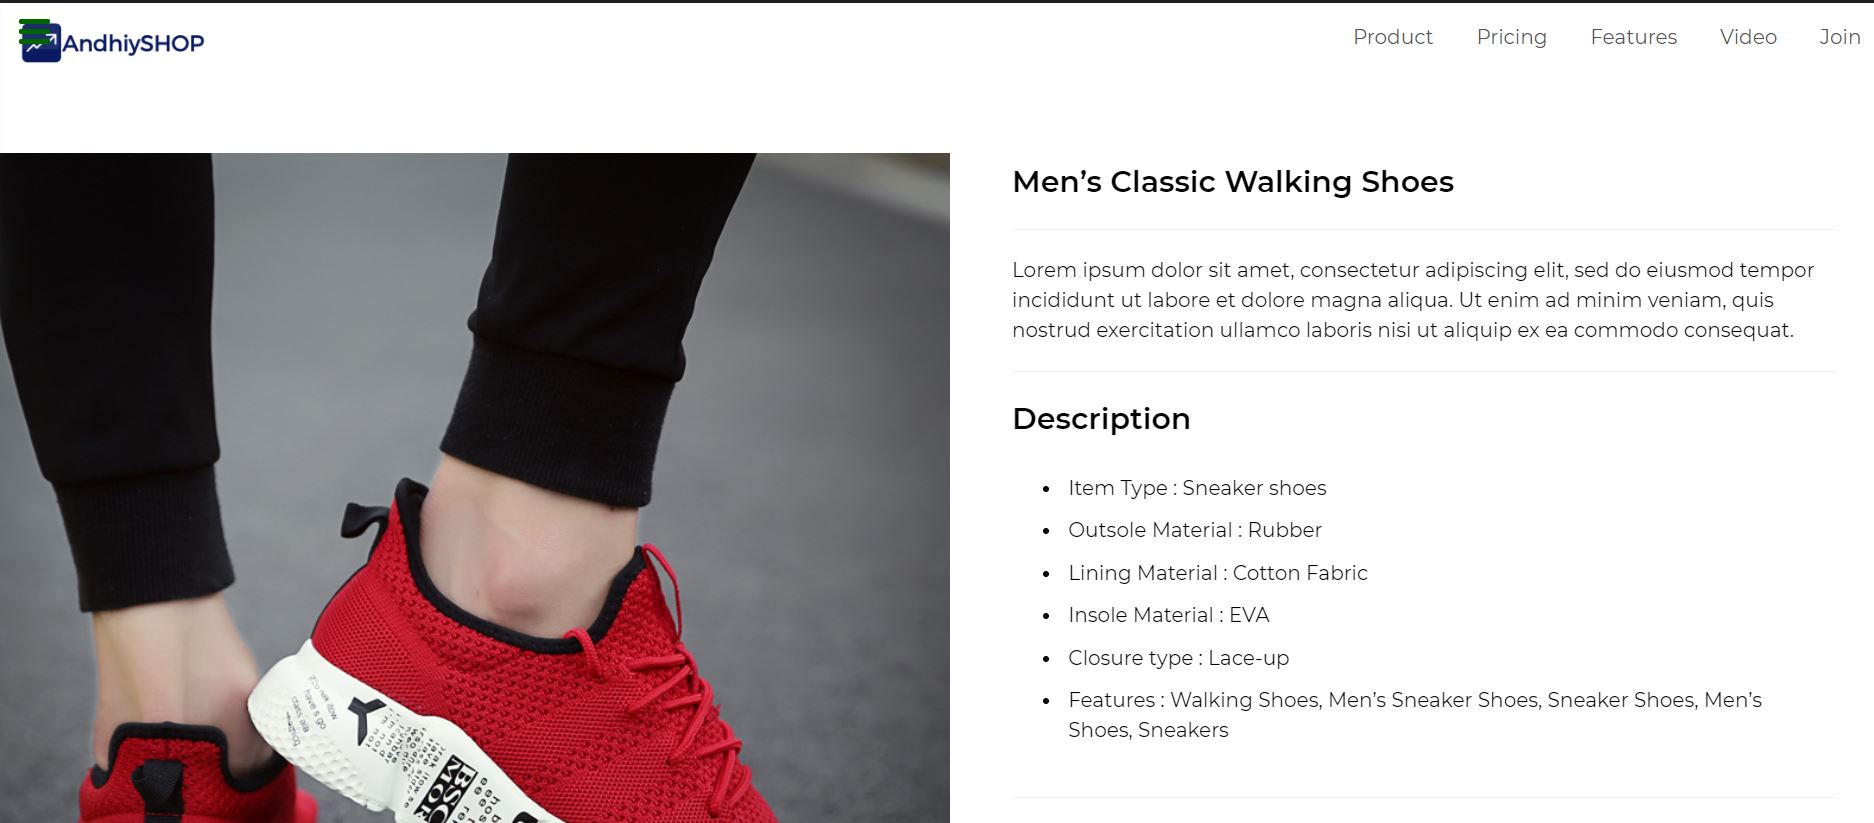 AndhiySHOP
Product Pricing Features Video Join
Men’s Classic Walking Shoes
Lorem ipsum dolor sit amet, consectetur adipiscing elit, sed do eiusmod tempor
incididunt ut labore et dolore magna aliqua. Ut enim ad minim veniam, quis
nostrud exercitation ullamco laboris nisi ut aliquip ex ea commodo consequat.
Description
• Item Type : Sneaker shoes
• Outsole Material : Rubber
• Lining Material : Cotton Fabric
• Insole Material : EVA
• Closure type : Lace-up
• Features : Walking Shoes, Men’s Sneaker Shoes, Sneaker Shoes, Men’s
Shoes, Sneakers